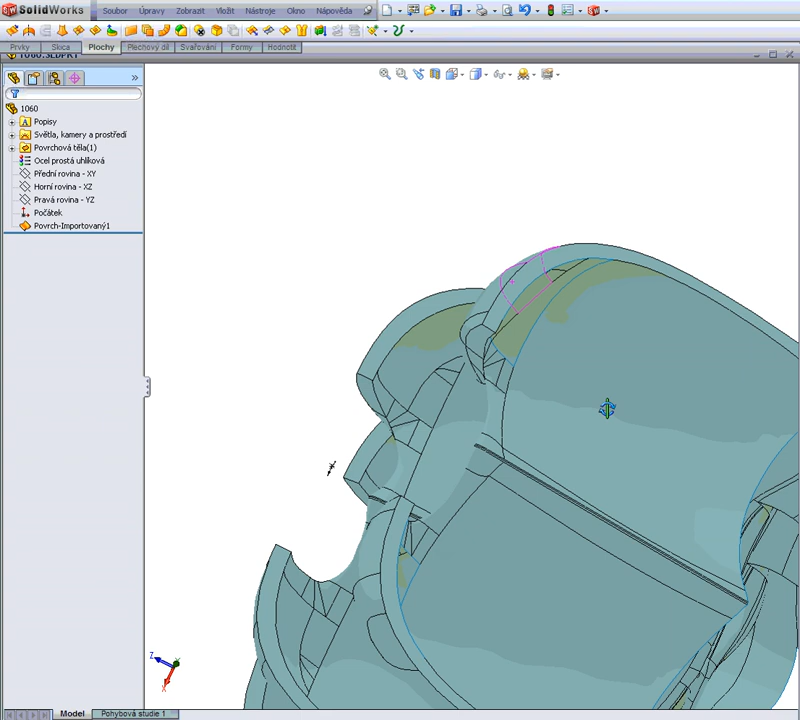 SolidWorks Soubor Úpravy Zobrazit Vložit Nástroje Okno Nápověda
Prvky Skica Plochy Plechový díl Svařování Formy Hodnotit
1060.SLDPRT
1060
Popisy
Světla, kamery a prostředí
Povrchová těla(1)
Ocel prostá uhlíková
Přední rovina - XY
Horní rovina - XZ
Pravá rovina - YZ
Počátek
Povrch-Importovaný1
Z
X
Model Pohybová studie 1